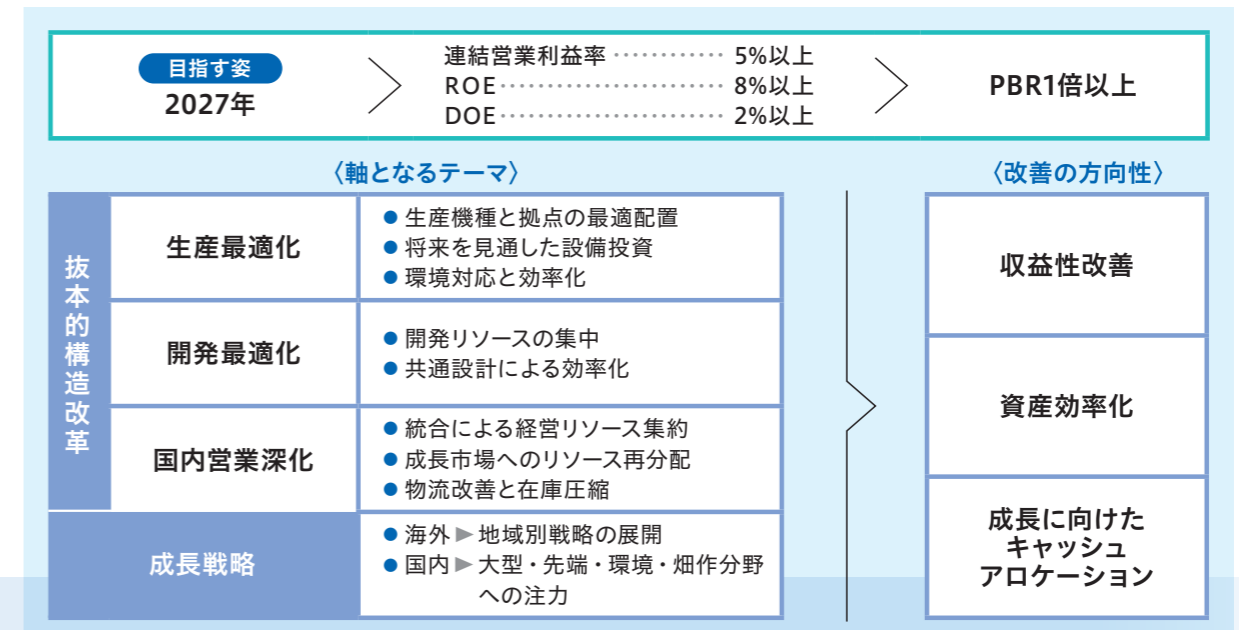 目指す姿
2027年
連結営業利益率 ………… 5%以上
ROE…………………… 8%以上
DOE…………………… 2%以上
PBR1倍以上
〈軸となるテーマ〉
〈改善の方向性〉
抜本的構造改革
生産最適化
● 生産機種と拠点の最適配置
● 将来を見通した設備投資
● 環境対応と効率化
開発最適化
● 開発リソースの集中
● 共通設計による効率化
国内営業深化
● 統合による経営リソース集約
● 成長市場へのリソース再分配
● 物流改善と在庫圧縮
成長戦略
● 海外▶地域別戦略の展開
● 国内▶大型・先端・環境・畑作分野
への注力
収益性改善
資産効率化
成長に向けた
キャッシュ
アロケーション